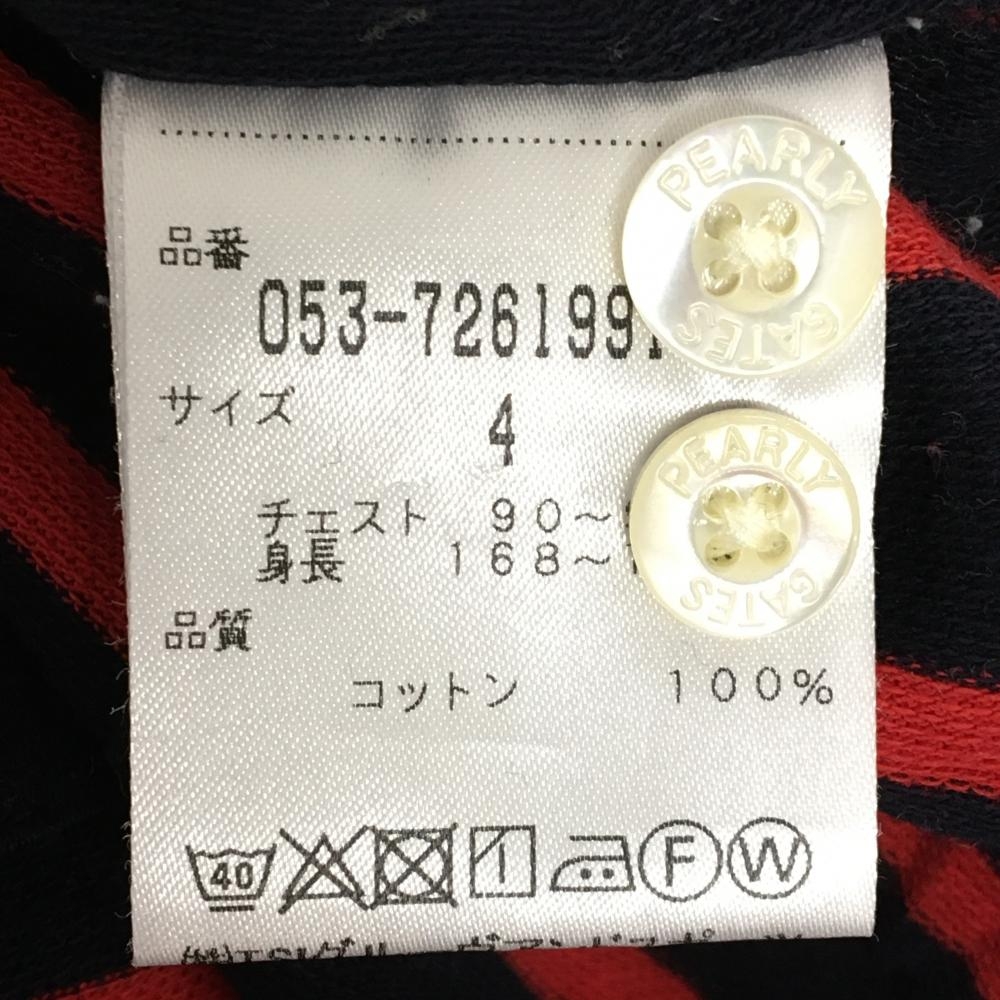 品番
053-7261991
サイズ
4
チェスト 90~
身長 168~
品質
コットン 100%
40
F W
PEARLY GATES
PEARLY GATES